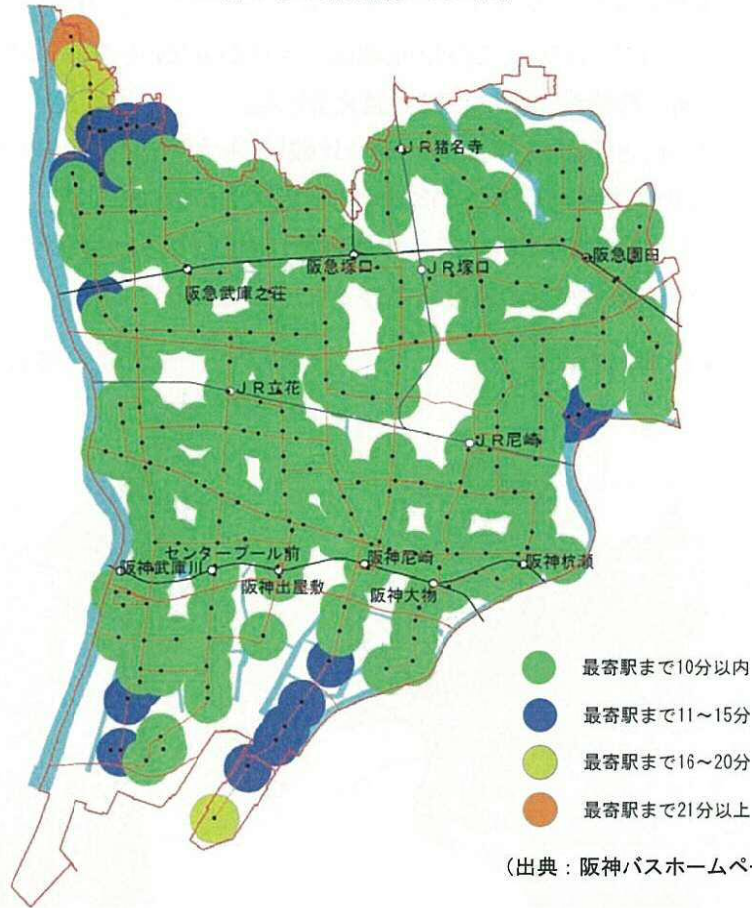 JR猪名寺
阪急塚口
JR塚口
阪急園田
阪急武庫之荘
JR立花
JR尼崎
センタープール前
阪神武庫川
阪神出屋敷
阪神尼崎
阪神大物
阪神杭瀬
最寄駅まで10分以内
最寄駅まで11～15分
最寄駅まで16～20分
最寄駅まで21分以上
(出典：阪神バスホームペー